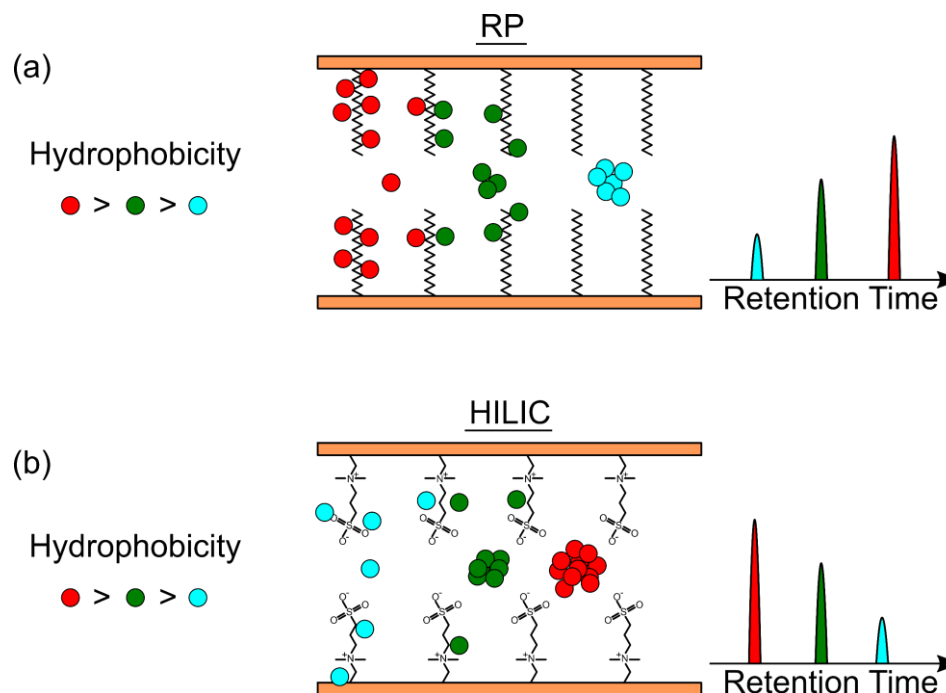 RP
(a)
Hydrophobicity
> >
Retention Time
HILIC
(b)
N+ N+ N+ N+
O S O O S O O S O O S O
O- O- O- O-
Hydrophobicity
> >
O- O- O- O-
O S O O S O O S O O S O
N+ N+ N+ N+
Retention Time